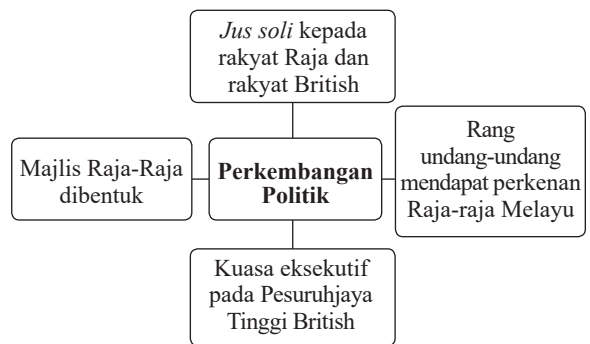 Jus soli kepada
rakyat Raja dan
rakyat British
Majlis Raja-Raja
dibentuk
Perkembangan
Politik
Rang
undang-undang
mendapat perkenan
Raja-raja Melayu
Kuasa eksekutif
pada Pesuruhjaya
Tinggi British